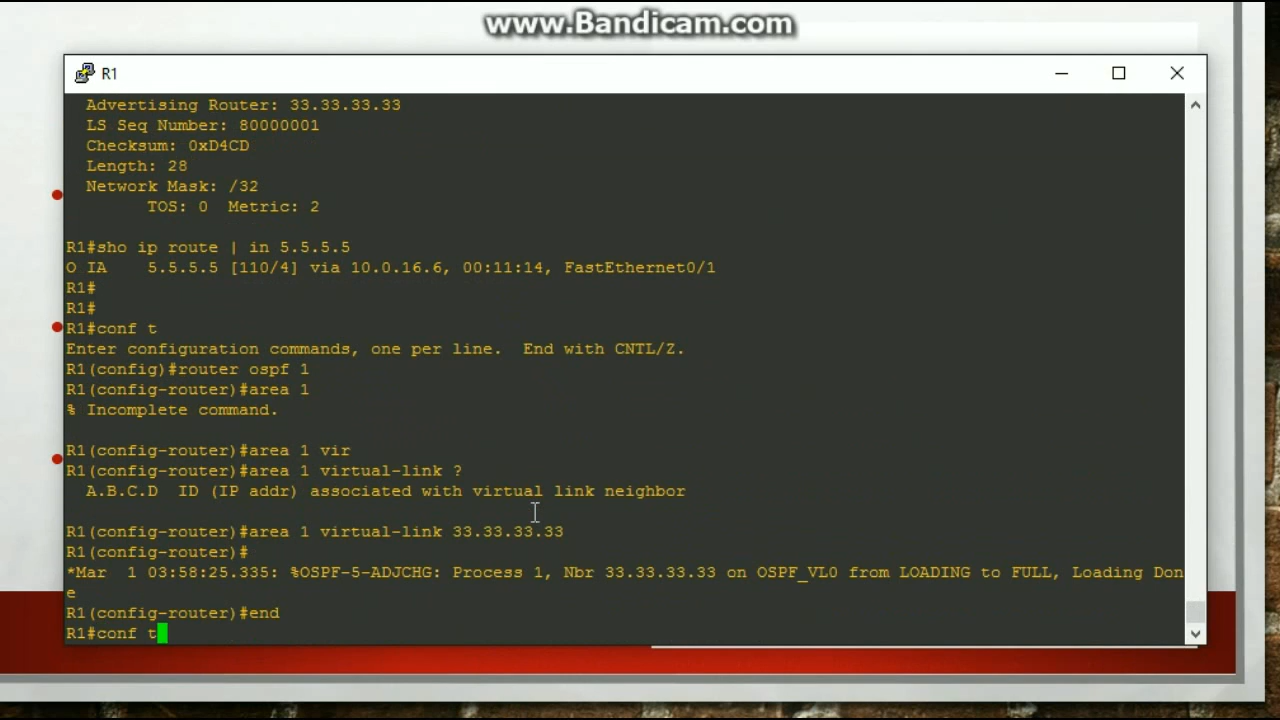 www.Bandicam.com
R1
Advertising Router: 33.33.33.33
LS Seq Number: 80000001
Checksum: 0xD4CD
Length: 28
Network Mask: /32
TOS: 0  Metric: 2
R1#sho ip route | in 5.5.5.5
O IA    5.5.5.5 [110/4] via 10.0.16.6, 00:11:14, FastEthernet0/1
R1#
R1#
R1#conf t
Enter configuration commands, one per line.  End with CNTL/Z.
R1(config)#router ospf 1
R1(config-router)#area 1
% Incomplete command.
R1(config-router)#area 1 vir
R1(config-router)#area 1 virtual-link ?
A.B.C.D  ID (IP addr) associated with virtual link neighbor
R1(config-router)#area 1 virtual-link 33.33.33.33
R1(config-router)#
*Mar  1 03:58:25.335: %OSPF-5-ADJCHG: Process 1, Nbr 33.33.33.33 on OSPF_VL0 from LOADING to FULL, Loading Don
e
R1(config-router)#end
R1#conf t